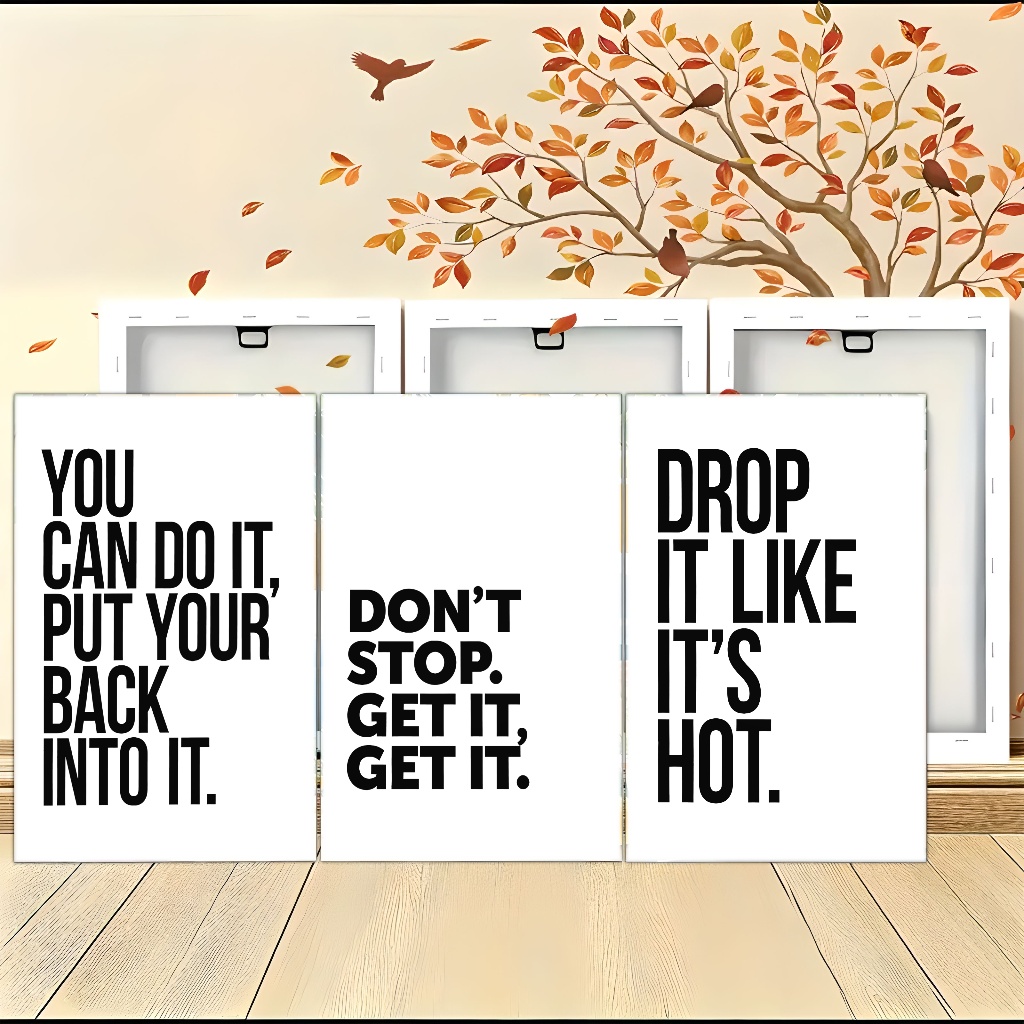 YOU
CAN DO IT,
PUT YOUR
BACK
INTO IT.
DON'T
STOP.
GET IT,
GET IT.
DROP
IT LIKE
IT'S
HOT.